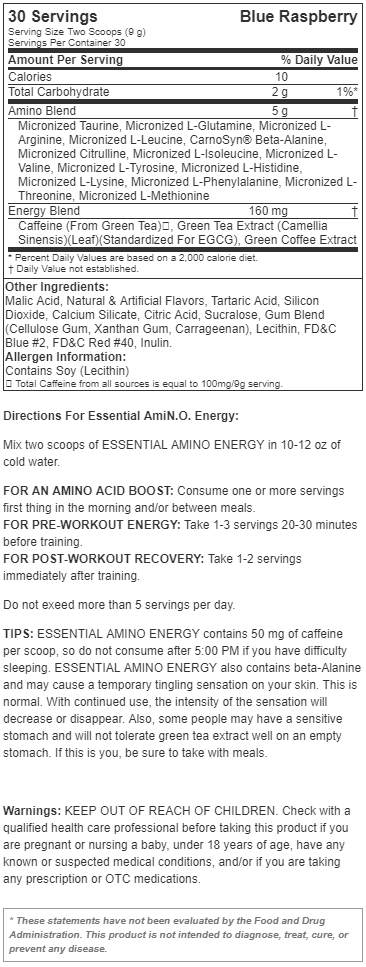 30 Servings Blue Raspberry
Serving Size Two Scoops (9 g)
Servings Per Container 30
Amount Per Serving % Daily Value
Calories 10
Total Carbohydrate 2 g 1%*
Amino Blend 5 g †
Micronized Taurine, Micronized L-Glutamine, Micronized L-
Arginine, Micronized L-Leucine, CarnoSyn® Beta-Alanine,
Micronized Citrulline, Micronized L-Isoleucine, Micronized L-
Valine, Micronized L-Tyrosine, Micronized L-Histidine,
Micronized L-Lysine, Micronized L-Phenylalanine, Micronized L-
Threonine, Micronized L-Methionine
Energy Blend 160 mg †
Caffeine (From Green Tea)▯, Green Tea Extract (Camellia
Sinensis)(Leaf)(Standardized For EGCG), Green Coffee Extract
* Percent Daily Values are based on a 2,000 calorie diet.
† Daily Value not established.
Other Ingredients:
Malic Acid, Natural & Artificial Flavors, Tartaric Acid, Silicon
Dioxide, Calcium Silicate, Citric Acid, Sucralose, Gum Blend
(Cellulose Gum, Xanthan Gum, Carrageenan), Lecithin, FD&C
Blue #2, FD&C Red #40, Inulin.
Allergen Information:
Contains Soy (Lecithin)
▯ Total Caffeine from all sources is equal to 100mg/9g serving.
Directions For Essential AmiN.O. Energy:
Mix two scoops of ESSENTIAL AMINO ENERGY in 10-12 oz of
cold water.
FOR AN AMINO ACID BOOST: Consume one or more servings
first thing in the morning and/or between meals.
FOR PRE-WORKOUT ENERGY: Take 1-3 servings 20-30 minutes
before training.
FOR POST-WORKOUT RECOVERY: Take 1-2 servings
immediately after training.
Do not exeed more than 5 servings per day.
TIPS: ESSENTIAL AMINO ENERGY contains 50 mg of caffeine
per scoop, so do not consume after 5:00 PM if you have difficulty
sleeping. ESSENTIAL AMINO ENERGY also contains beta-Alanine
and may cause a temporary tingling sensation on your skin. This is
normal. With continued use, the intensity of the sensation will
decrease or disappear. Also, some people may have a sensitive
stomach and will not tolerate green tea extract well on an empty
stomach. If this is you, be sure to take with meals.
Warnings: KEEP OUT OF REACH OF CHILDREN. Check with a
qualified health care professional before taking this product if you
are pregnant or nursing a baby, under 18 years of age, have any
known or suspected medical conditions, and/or if you are taking
any prescription or OTC medications.
* These statements have not been evaluated by the Food and Drug
Administration. This product is not intended to diagnose, treat, cure, or
prevent any disease.